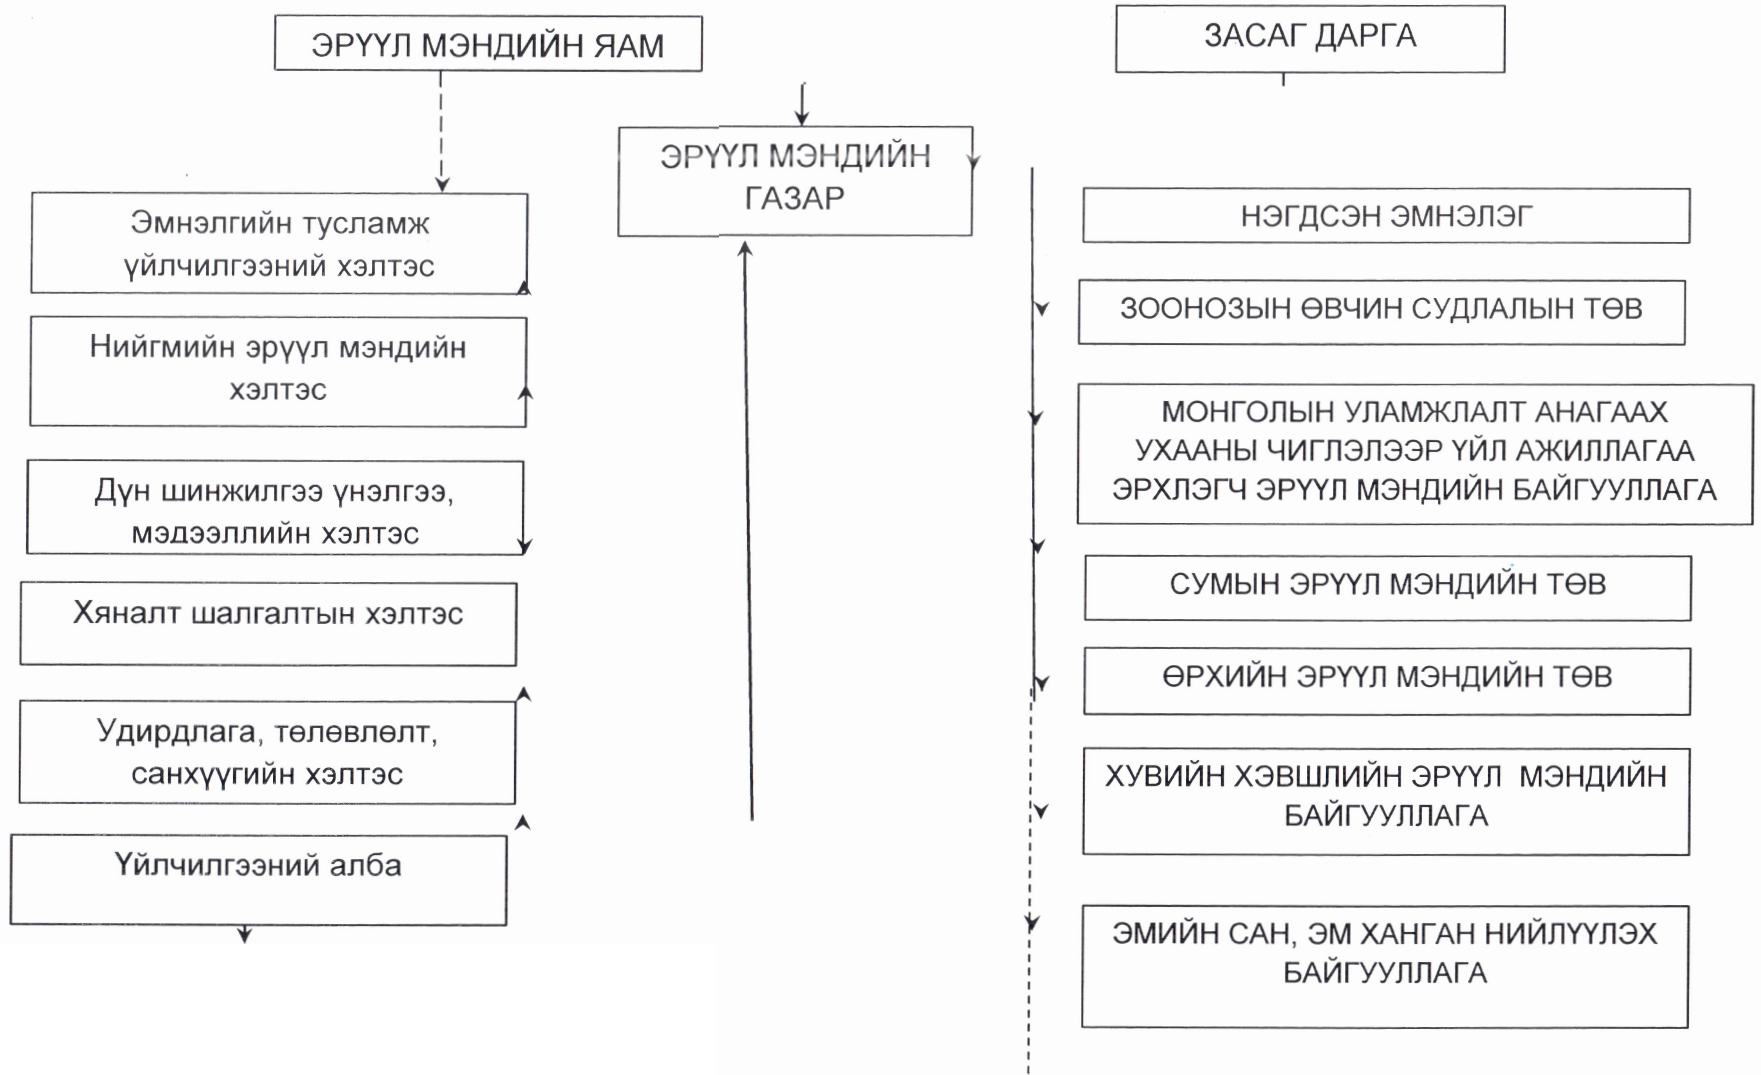 ЭРҮҮЛ МЭНДИЙН ЯАМ
ЗАСАГ ДАРГА
ЭРҮҮЛ МЭНДИЙН
ГАЗАР
Эмнэлгийн тусламж
үйлчилгээний хэлтэс
Нийгмийн эрүүл мэндийн
хэлтэс
Дүн шинжилгээ үнэлгээ,
мэдээллийн хэлтэс
Хяналт шалгалтын хэлтэс
Удирдлага, төлөвлөлт,
санхүүгийн хэлтэс
Үйлчилгээний алба
НЭГДСЭН ЭМНЭЛЭГ
ЗООНОЗЫН ӨВЧИН СУДЛАЛЫН ТӨВ
МОНГОЛЫН УЛАМЖЛАЛТ АНАГААХ
УХААНЫ ЧИГЛЭЛЭЭР ҮЙЛ АЖИЛЛАГАА
ЭРХЛЭГЧ ЭРҮҮЛ МЭНДИЙН БАЙГУУЛЛАГА
СУМЫН ЭРҮҮЛ МЭНДИЙН ТӨВ
ӨРХИЙН ЭРҮҮЛ МЭНДИЙН ТӨВ
ХУВИЙН ХЭВШЛИЙН ЭРҮҮЛ МЭНДИЙН
БАЙГУУЛЛАГА
ЭМИЙН САН, ЭМ ХАНГАН НИЙЛҮҮЛЭХ
БАЙГУУЛЛАГА